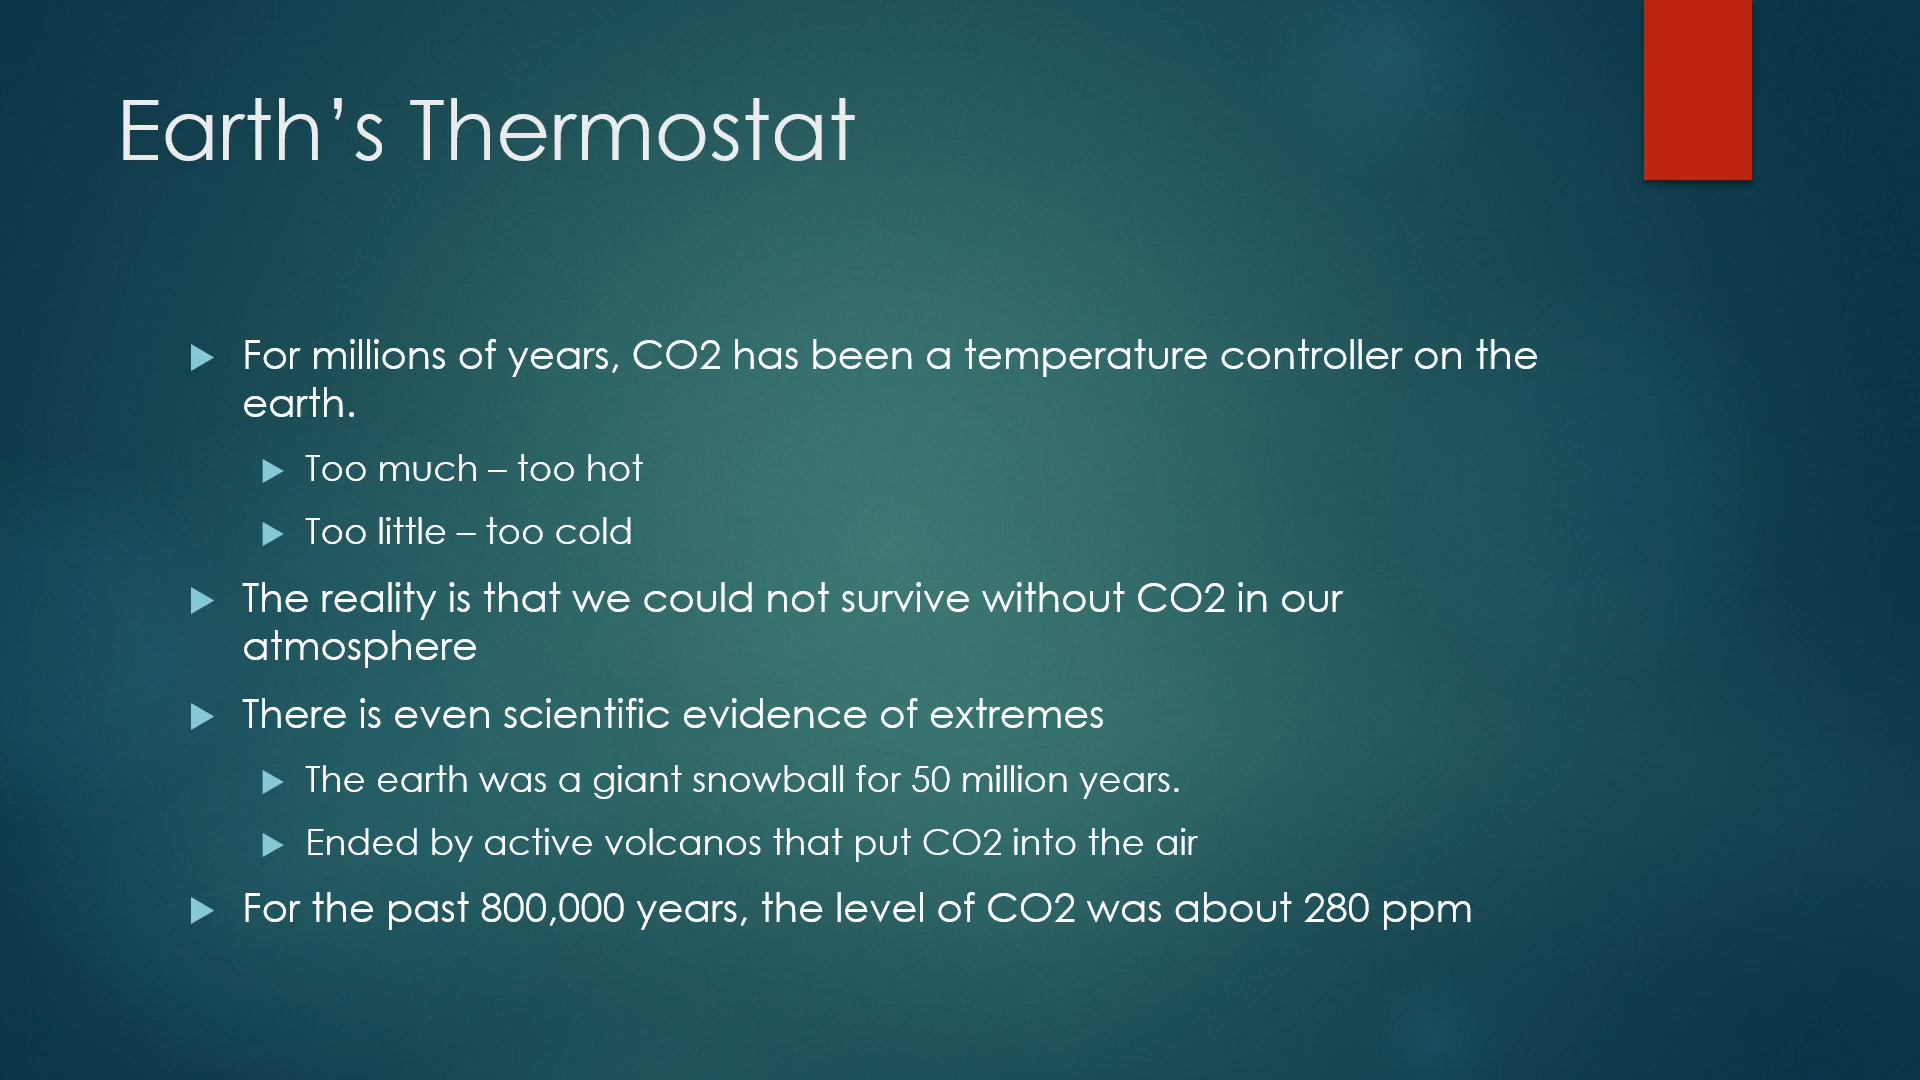 Earth’s Thermostat
For millions of years, CO2 has been a temperature controller on the
earth.
Too much – too hot
Too little – too cold
The reality is that we could not survive without CO2 in our
atmosphere
There is even scientific evidence of extremes
The earth was a giant snowball for 50 million years.
Ended by active volcanos that put CO2 into the air
For the past 800,000 years, the level of CO2 was about 280 ppm